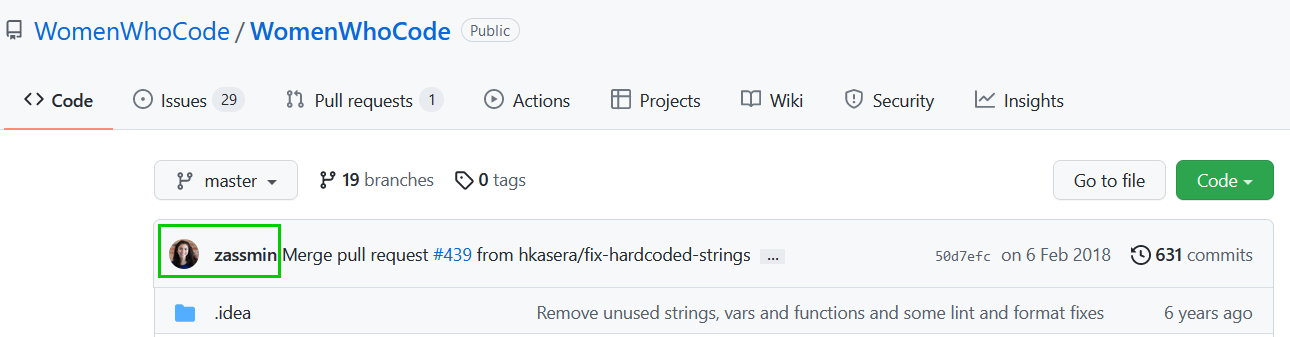 WomenWhoCode / WomenWhoCode Public
Code Issues 29 Pull requests 1 Actions Projects Wiki Security Insights
master 19 branches 0 tags Go to file Code
zassmin Merge pull request #439 from hkasera/fix-hardcoded-strings ... 50d7efc on 6 Feb 2018 631 commits
.idea Remove unused strings, vars and functions and some lint and format fixes 6 years ago